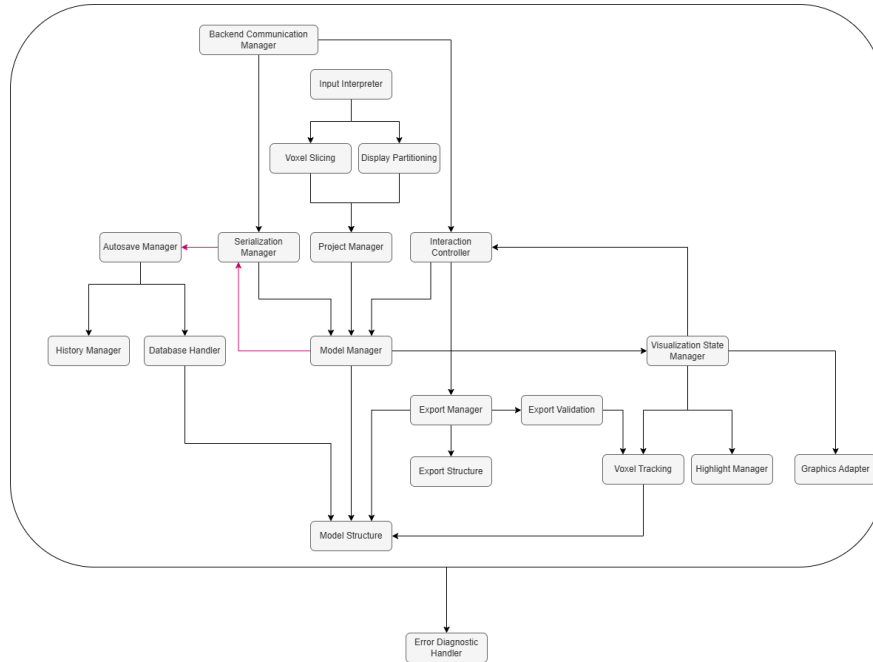 Backend Communication
Manager
Input Interpreter
Voxel Slicing
Display Partitioning
Autosave Manager
Serialization
Manager
Project Manager
Interaction
Controller
History Manager
Database Handler
Model Manager
Visualization State
Manager
Export Manager
Export Validation
Export Structure
Voxel Tracking
Highlight Manager
Graphics Adapter
Model Structure
Error Diagnostic
Handler